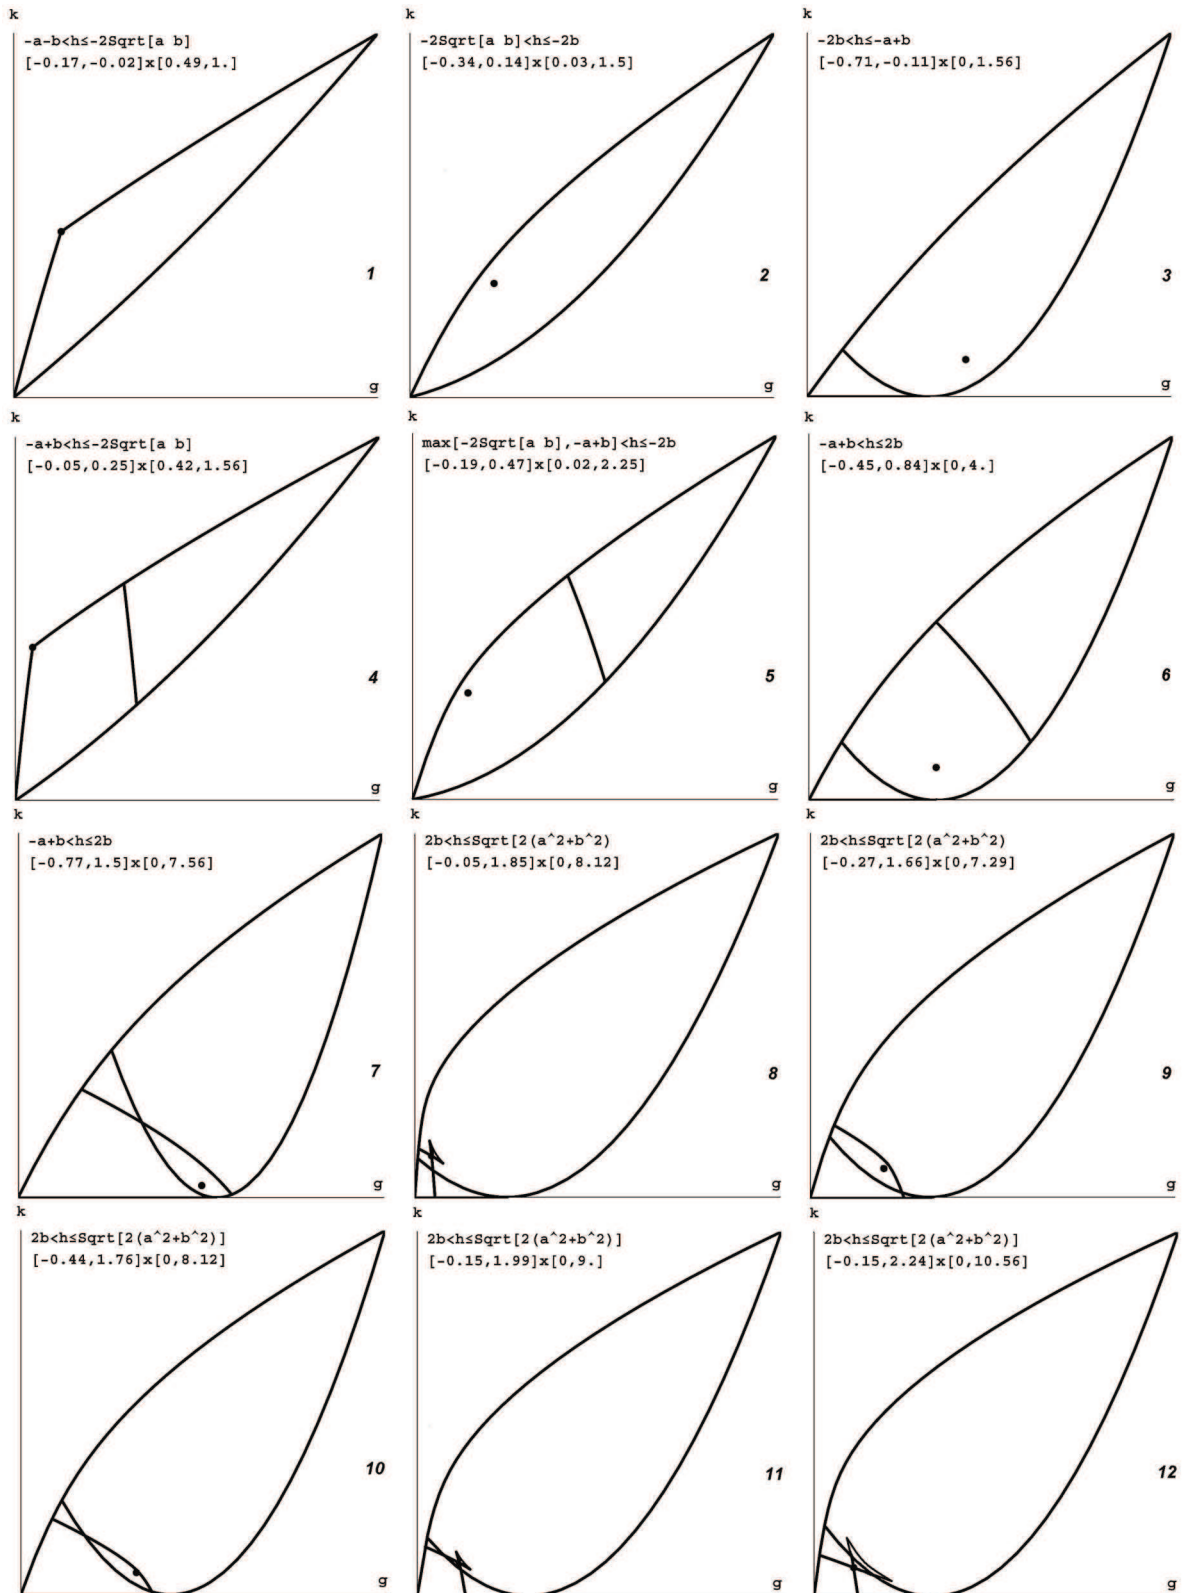 k
-a-b<h≤-2Sqrt[a b]
[-0.17,-0.02]x[0.49,1.]
1
g
k
-2Sqrt[a b]<h≤-2b
[-0.34,0.14]x[0.03,1.5]
2
g
k
-2b<h≤-a+b
[-0.71,-0.11]x[0,1.56]
3
g
k
-a+b<h≤-2Sqrt[a b]
[-0.05,0.25]x[0.42,1.56]
4
g
k
max[-2Sqrt[a b],-a+b]<h≤-2b
[-0.19,0.47]x[0.02,2.25]
5
g
k
-a+b<h≤2b
[-0.45,0.84]x[0,4.]
6
g
k
-a+b<h≤2b
[-0.77,1.5]x[0,7.56]
7
g
k
2b<h≤Sqrt[2(a^2+b^2)
[-0.05,1.85]x[0,8.12]
8
g
k
2b<h≤Sqrt[2(a^2+b^2)
[-0.27,1.66]x[0,7.29]
9
g
k
2b<h≤Sqrt[2(a^2+b^2)]
[-0.44,1.76]x[0,8.12]
10
g
k
2b<h≤Sqrt[2(a^2+b^2)]
[-0.15,1.99]x[0,9.]
11
g
k
2b<h≤Sqrt[2(a^2+b^2)]
[-0.15,2.24]x[0,10.56]
12
g